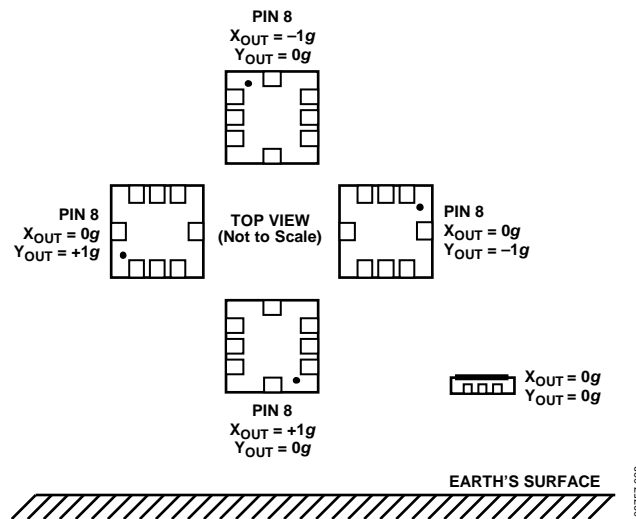 PIN 8
XOUT = –1g
YOUT = 0g
PIN 8
XOUT = 0g
YOUT = +1g
TOP VIEW
(Not to Scale)
PIN 8
XOUT = 0g
YOUT = –1g
PIN 8
XOUT = +1g
YOUT = 0g
XOUT = 0g
YOUT = 0g
EARTH'S SURFACE